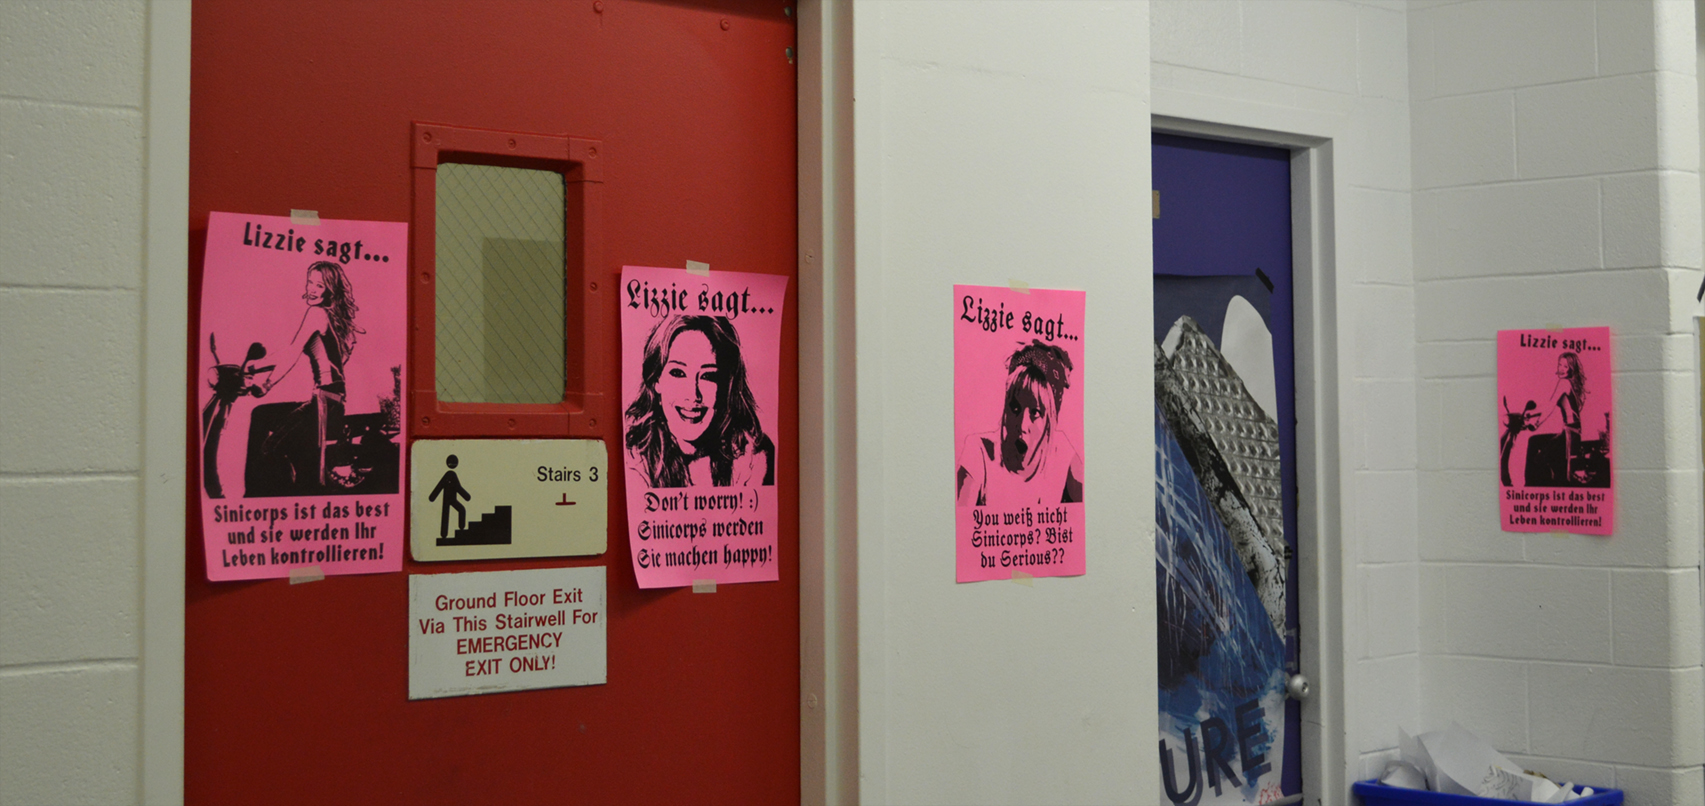 Lizzie sagt...
Sinicorps ist das best
und sie werden Ihr
Leben kontrollieren!
Stairs 3
Ground Floor Exit
Via This Stairwell For
EMERGENCY
EXIT ONLY!
Lizzie sagt...
Don't worry! :)
Sinicorps werden
Sie machen happy!
Lizzie sagt...
You weiß nicht
Sinicorps? Bist
du Serious??
URE
Lizzie sagt...
Sinicorps ist das best
und sie werden Ihr
Leben kontrollieren!